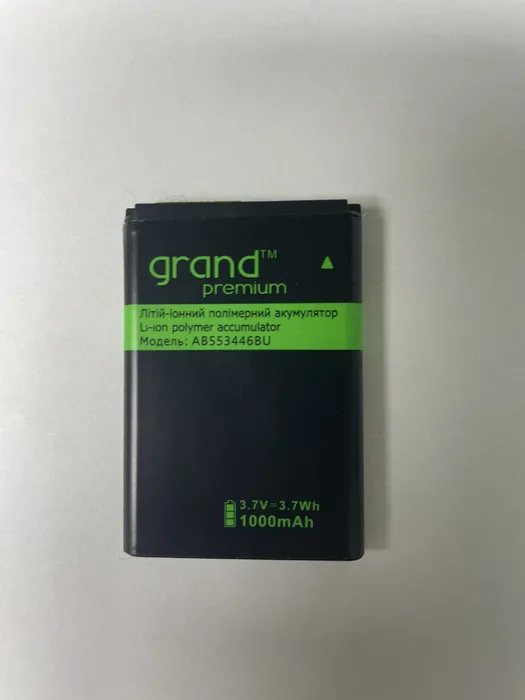 grand™
premium
Літій-іонний полімерний акумулятор
Li-ion polymer accumulator
Модель: AB553446BU
3.7V=3.7Wh
1000mAh